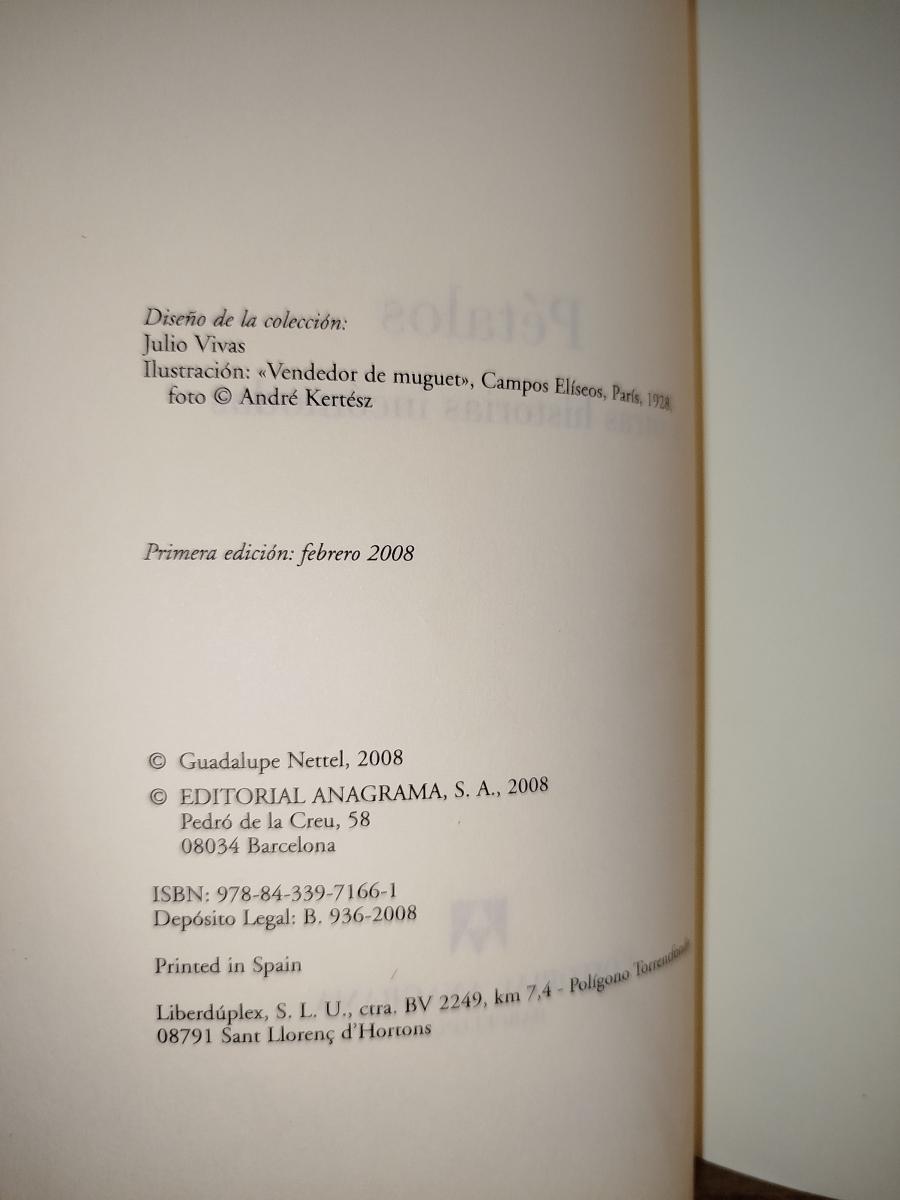 Diseño de la colección:
Julio Vivas
Ilustración: «Vendedor de muguet», Campos Elíseos, París, 1928,
foto © André Kertész
Pétalos
historias
Primera edición: febrero 2008
© Guadalupe Nettel, 2008
© EDITORIAL ANAGRAMA, S. A., 2008
Pedró de la Creu, 58
08034 Barcelona
ISBN: 978-84-339-7166-1
Depósito Legal: B. 936-2008
Printed in Spain
Liberdúplex, S. L. U., ctra. BV 2249, km 7,4 - Polígono Torrentfondo
08791 Sant Llorenç d'Hortons